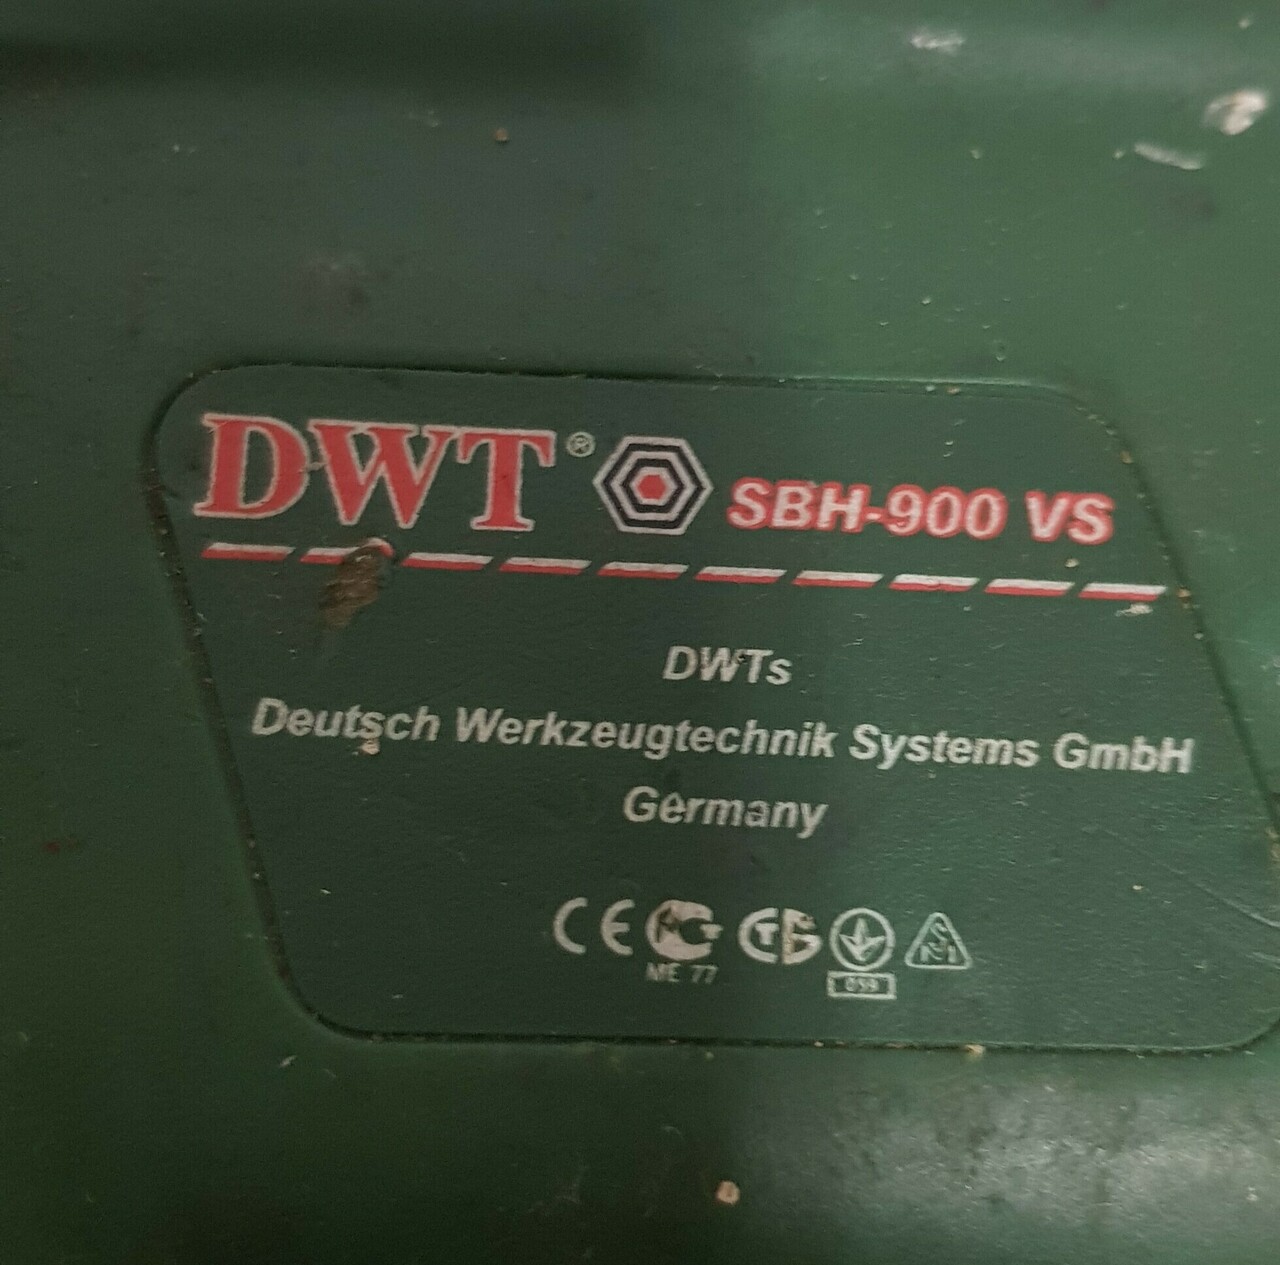 DWT® SBH-900 VS
DWTs
Deutsch Werkzeugtechnik Systems GmbH
Germany
CE
ME 77